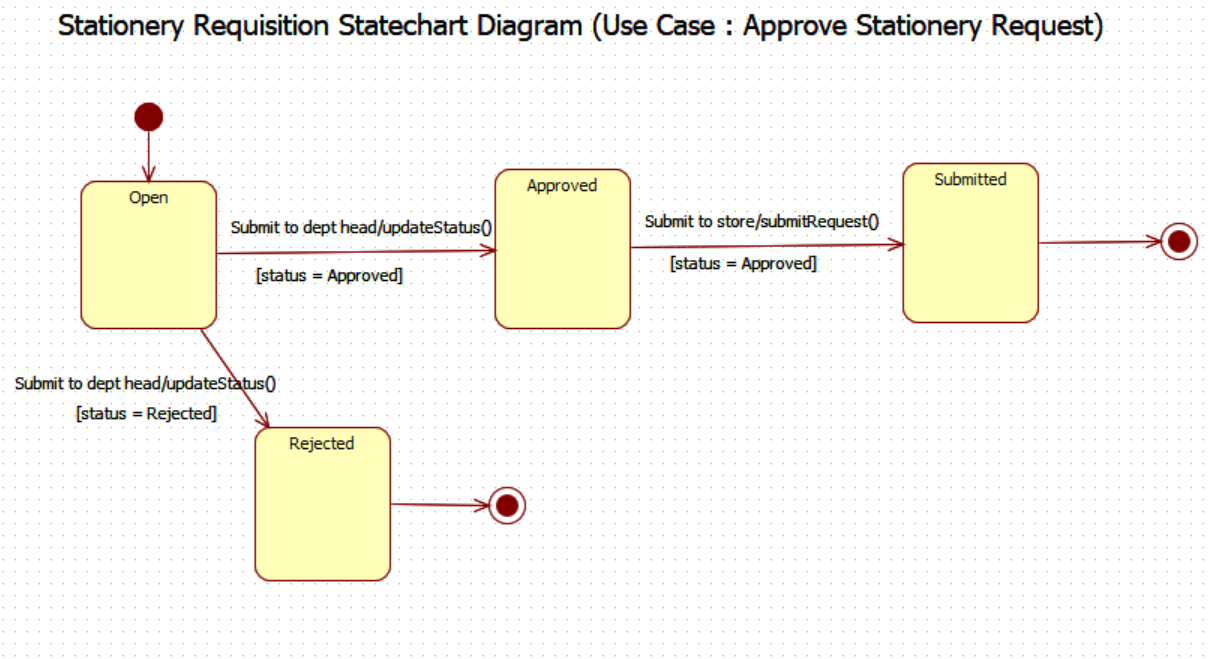 Stationery Requisition Statechart Diagram (Use Case : Approve Stationery Request)
Open
Approved
Submitted
Submit to dept head/updateStatus()
[status = Approved]
Submit to store/submitRequest()
[status = Approved]
Submit to dept head/updateStatus()
[status = Rejected]
Rejected